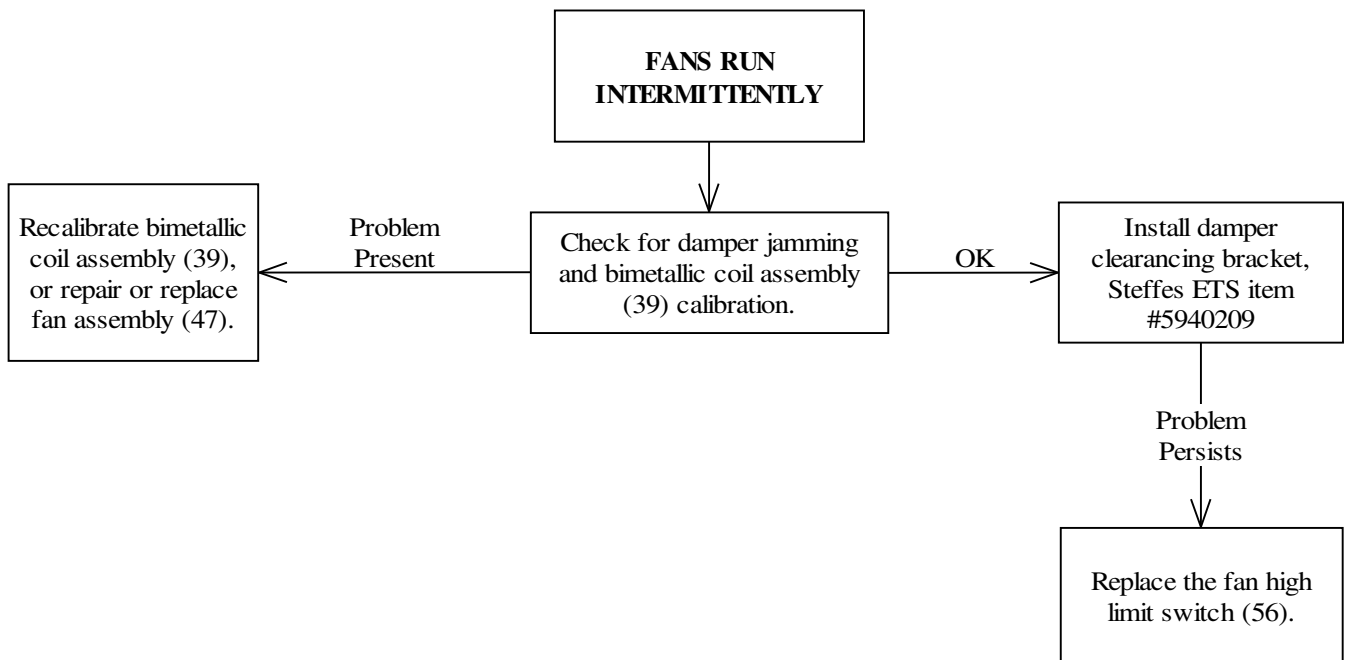 FANS RUN
INTERMITTENTLY
Recalibrate bimetallic
coil assembly (39),
or repair or replace
fan assembly (47).
Problem
Present
Check for damper jamming
and bimetallic coil assembly
(39) calibration.
OK
Install damper
clearancing bracket,
Steffes ETS item
#5940209
Problem
Persists
Replace the fan high
limit switch (56).